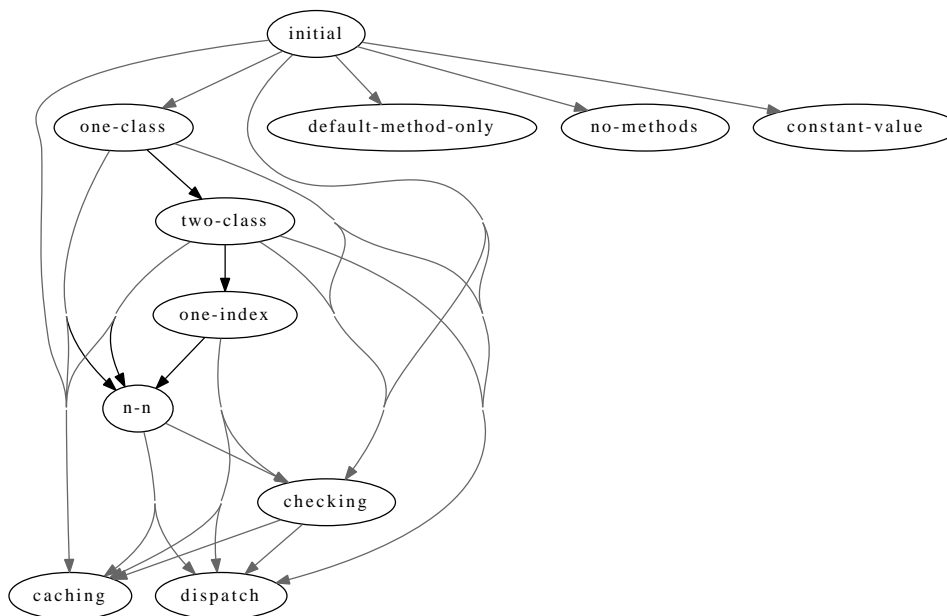 initial
one-class
default-method-only
no-methods
constant-value
two-class
one-index
n-n
checking
caching
dispatch